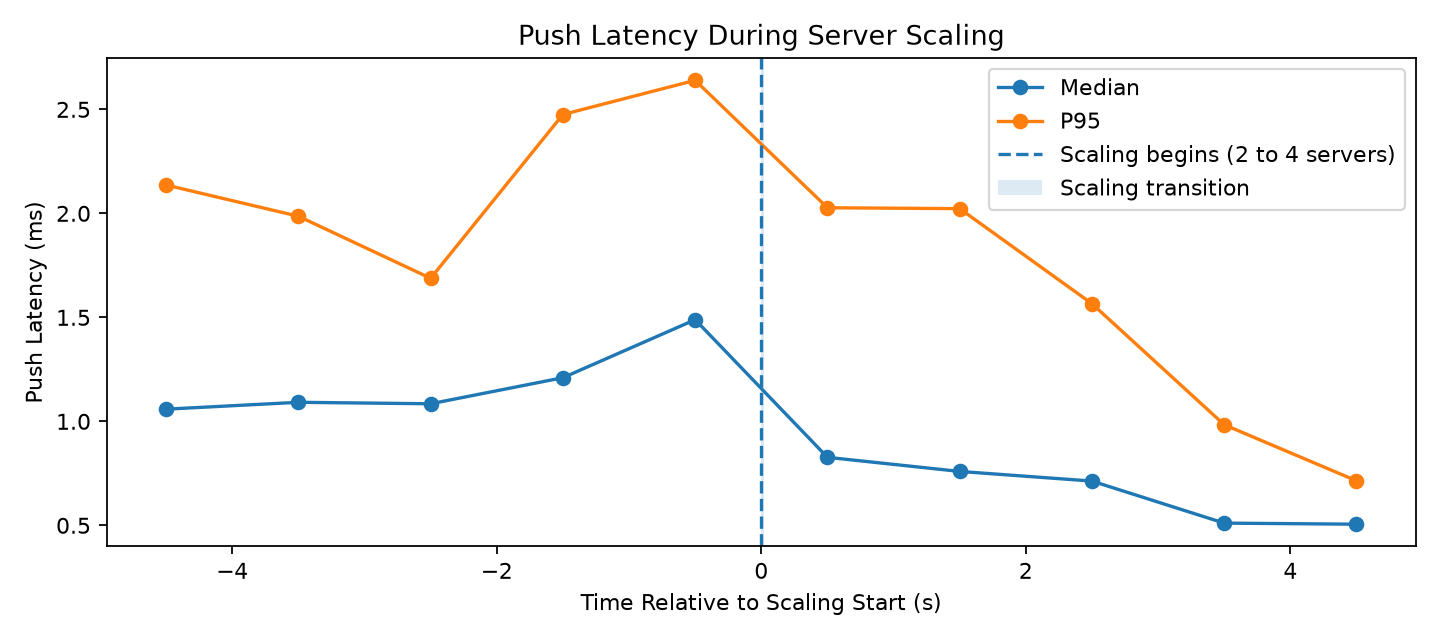 Push Latency During Server Scaling
Median
P95
Scaling begins (2 to 4 servers)
Scaling transition
Push Latency (ms)
2.5
2.0
1.5
1.0
0.5
−4
−2
0
2
4
Time Relative to Scaling Start (s)